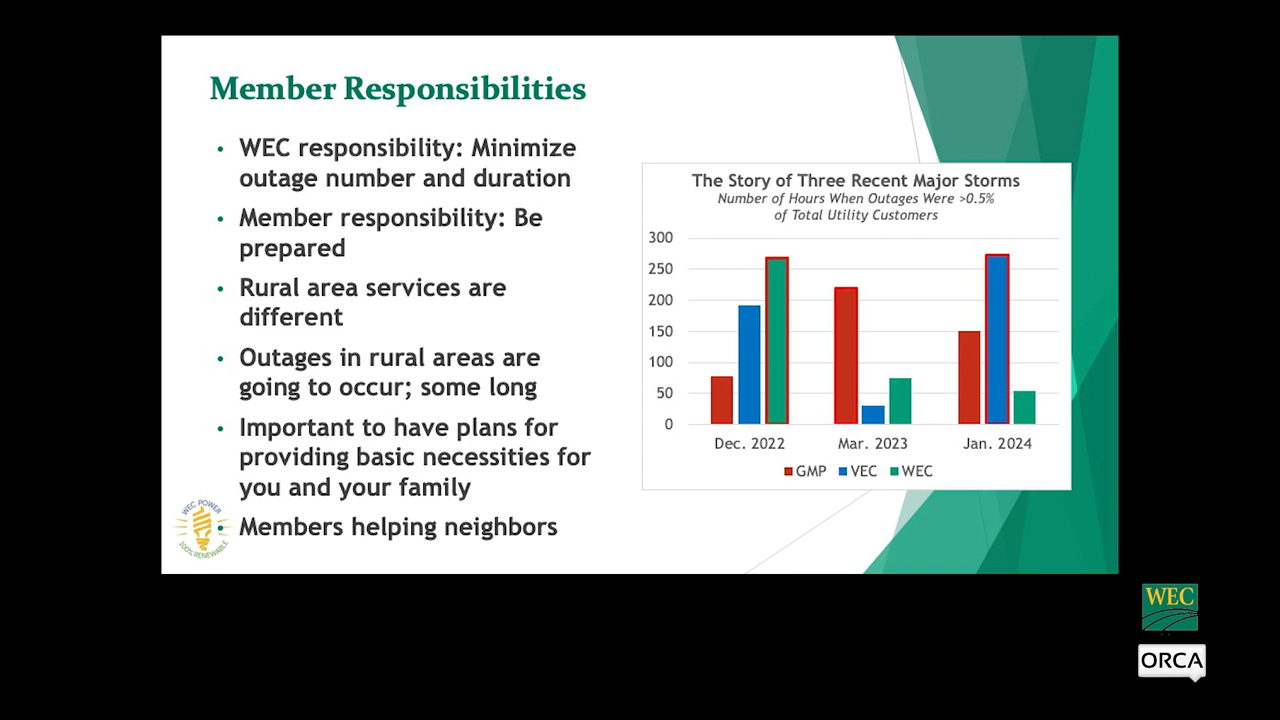 Member Responsibilities
• WEC responsibility: Minimize
outage number and duration
• Member responsibility: Be
prepared
• Rural area services are
different
• Outages in rural areas are
going to occur; some long
• Important to have plans for
providing basic necessities for
you and your family
• Members helping neighbors
WEC POWER
100% RENEWABLE
The Story of Three Recent Major Storms
Number of Hours When Outages Were >0.5%
of Total Utility Customers
300
250
200
150
100
50
0
Dec. 2022 Mar. 2023 Jan. 2024
GMP VEC WEC
WEC
ORCA